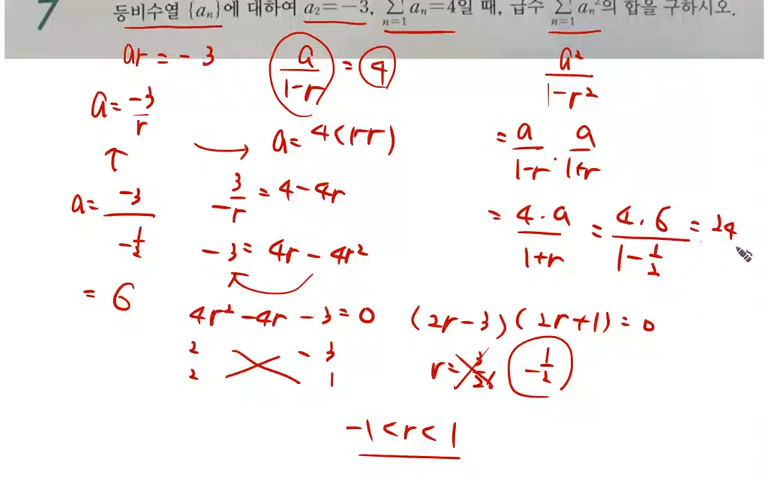 7 등비수열 {aₙ}에 대하여 a₂=-3, ∑ₙ₌₁ aₙ=4일 때, 급수 ∑ₙ₌₁ aₙ²의 합을 구하시오.
ar = -3
a/(1-r) = 4
a²/(1-r²)
a = -3/r
→ a = 4(1-r)
= a/(1-r) · a/(1+r)
↑
a = -3/(-1/2)
-3/r = 4-4r
= 4·a/(1+r) = 4·6/(1-1/2) = 24
-3 = 4r - 4r²
= 6
4r² - 4r - 3 = 0
(2r-3)(2r+1) = 0
2 -3
2 1
r = -1/2
-1 < r < 1